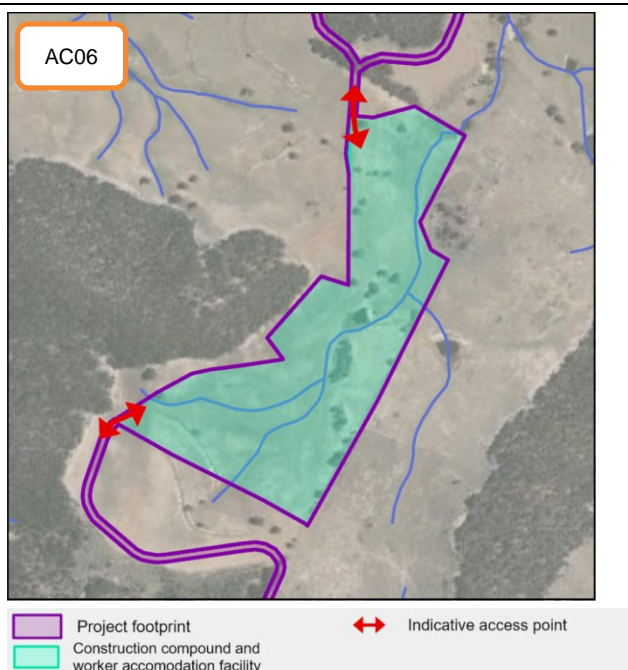 AC06
Project footprint
Indicative access point
Construction compound and
worker accomodation facility